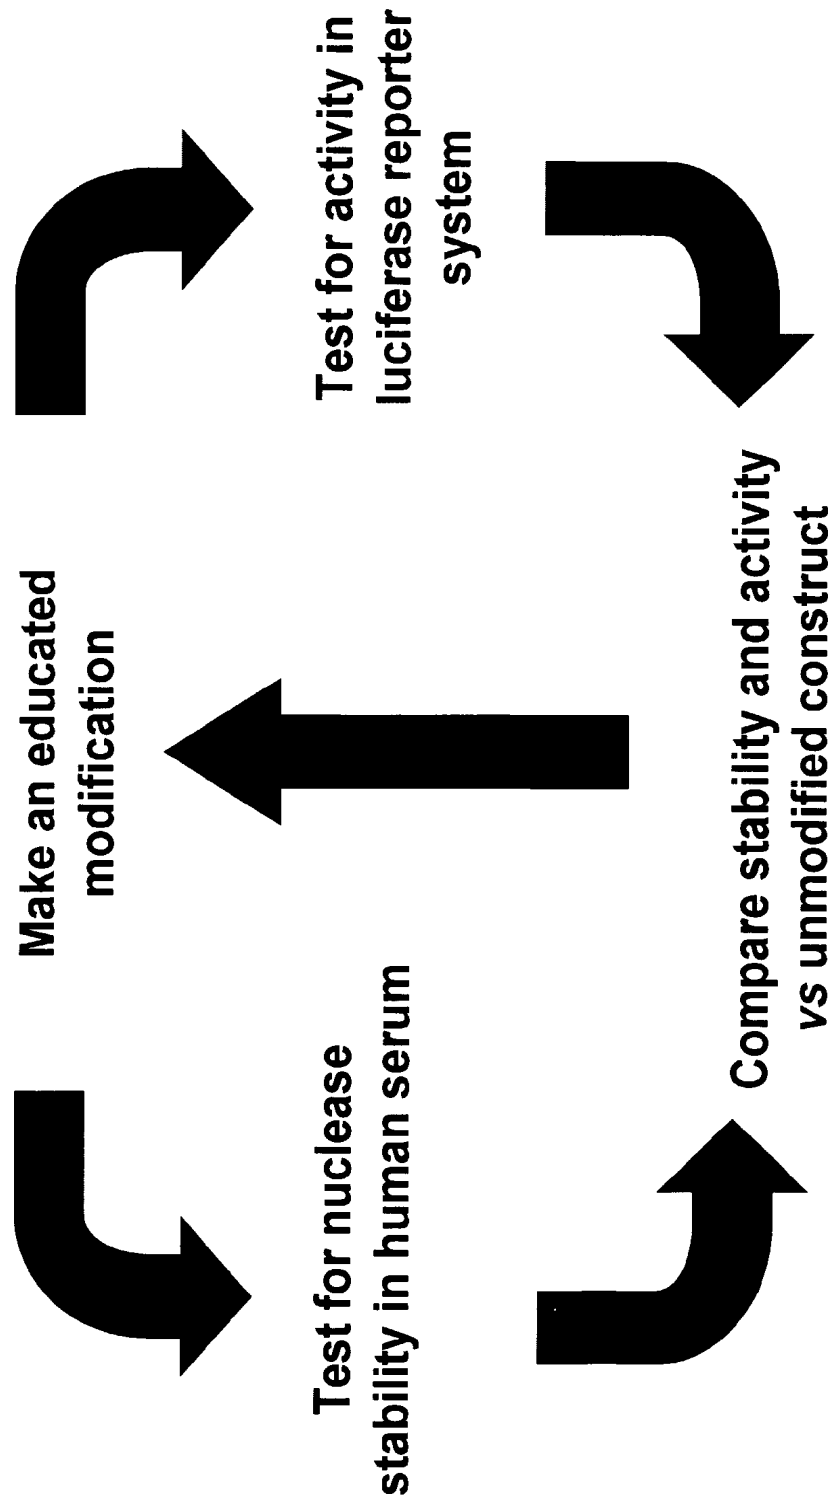 Make an educated
modification
Test for nuclease
stability in human serum
Test for activity in
luciferase reporter
system
Compare stability and activity
vs unmodified construct